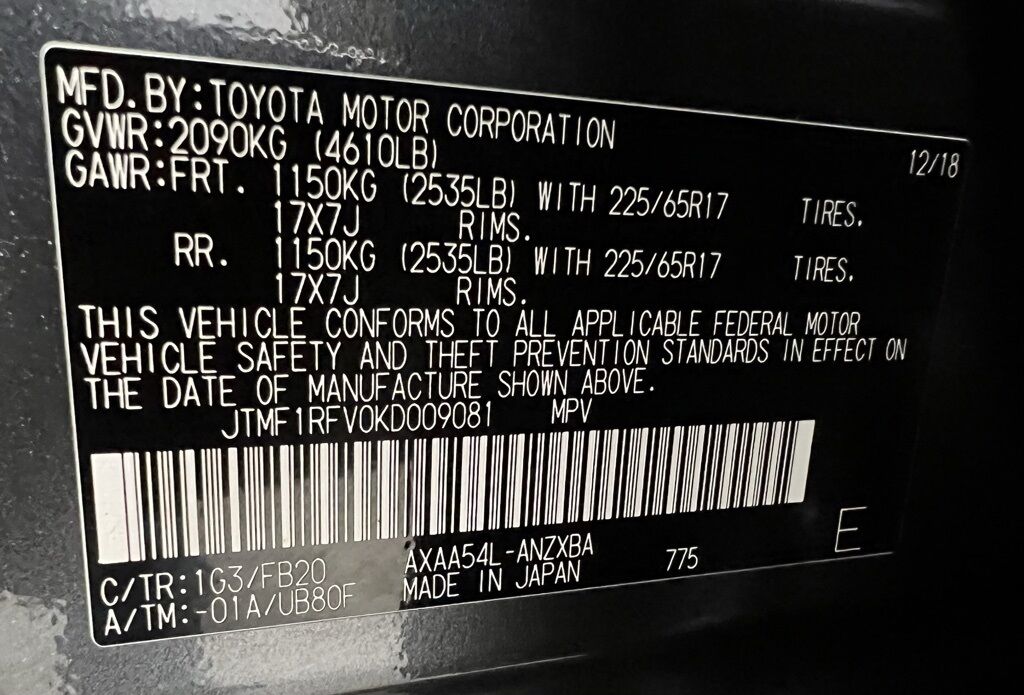 MFD.BY:TOYOTA MOTOR CORPORATION 12/18
GVWR:2090KG (4610LB)
GAWR:FRT. 1150KG (2535LB) WITH 225/65R17 TIRES.
17X7J RIMS.
RR. 1150KG (2535LB) WITH 225/65R17 TIRES.
17X7J RIMS.
THIS VEHICLE CONFORMS TO ALL APPLICABLE FEDERAL MOTOR
VEHICLE SAFETY AND THEFT PREVENTION STANDARDS IN EFFECT ON
THE DATE OF MANUFACTURE SHOWN ABOVE.
JTMF1RFV0KD009081 MPV
C/TR:1G3/FB20 AXAA54L-ANZXBA 775 E
A/TM:-01A/UB80F MADE IN JAPAN